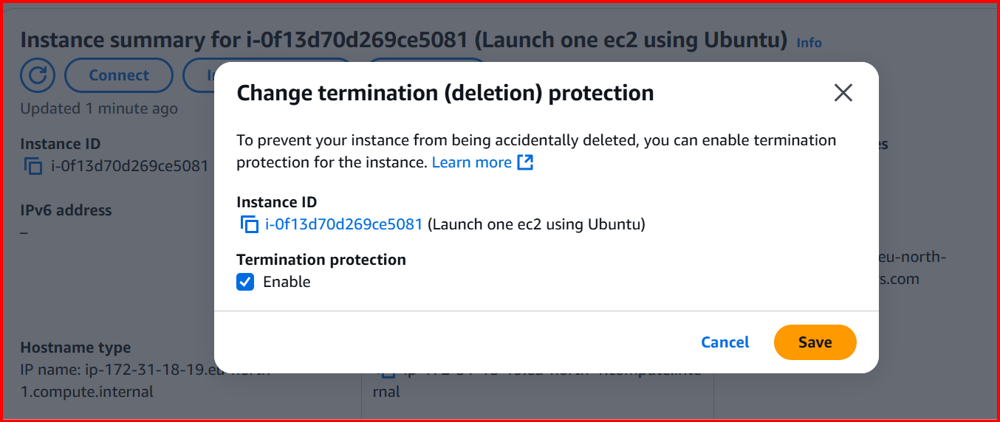 Instance summary for i-0f13d70d269ce5081 (Launch one ec2 using Ubuntu) Info
Connect
Updated 1 minute ago
Instance ID
i-0f13d70d269ce5081
IPv6 address
–
Hostname type
IP name: ip-172-31-18-19.eu-north-
1.compute.internal
Change termination (deletion) protection
To prevent your instance from being accidentally deleted, you can enable termination
protection for the instance. Learn more
Instance ID
i-0f13d70d269ce5081 (Launch one ec2 using Ubuntu)
Termination protection
Enable
Cancel
Save
rnal
eu-north-
s.com